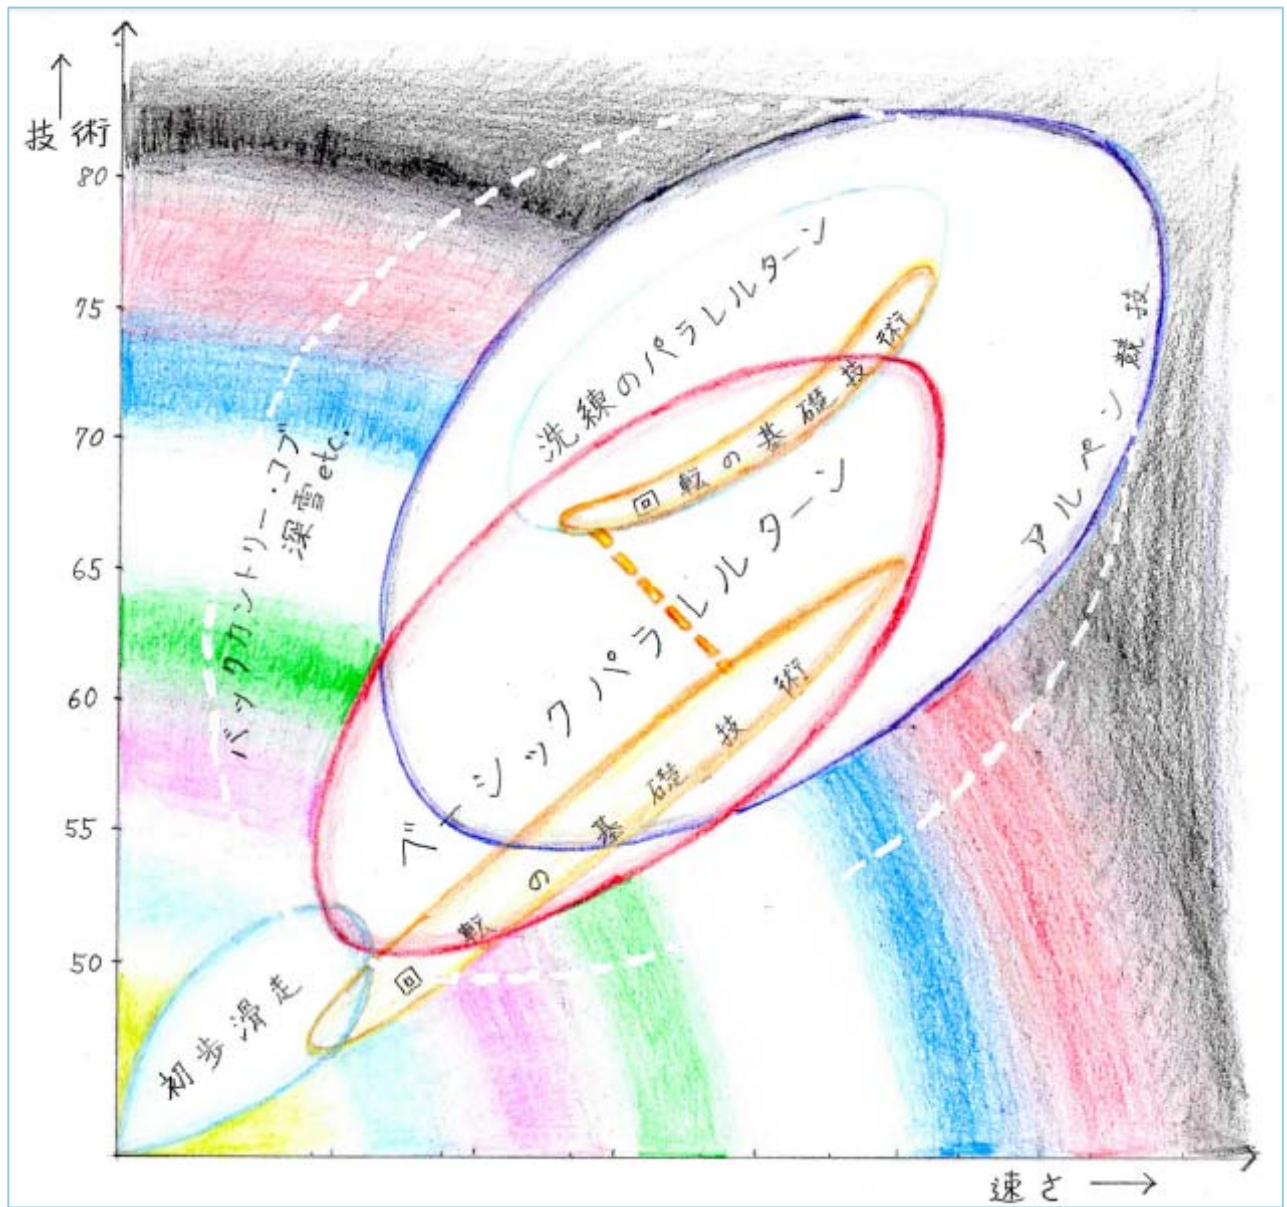 技術
80
75
70
65
60
55
50
洗練のパラレルターン
回転の基礎技術
アルペン競技
バックカントリー・コブ
深雪etc.
ベーシックパラレルターン
回転の基礎技術
初歩滑走
速さ